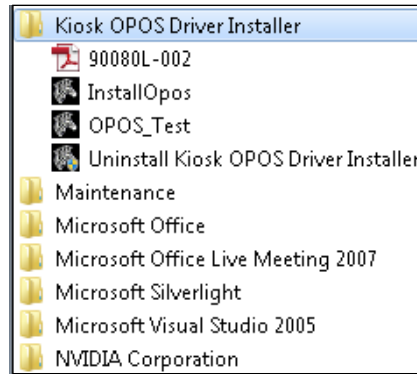 Kiosk OPOS Driver Installer
90080L-002
InstallOpos
OPOS_Test
Uninstall Kiosk OPOS Driver Installer
Maintenance
Microsoft Office
Microsoft Office Live Meeting 2007
Microsoft Silverlight
Microsoft Visual Studio 2005
NVIDIA Corporation